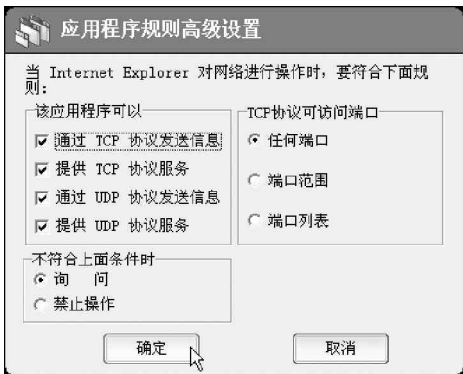 应用程序规则高级设置
当 Internet Explorer 对网络进行操作时，要符合下面规
则：
该应用程序可以
通过 TCP 协议发送信息
提供 TCP 协议服务
通过 UDP 协议发送信息
提供 UDP 协议服务
TCP协议可访问端口
任何端口
端口范围
端口列表
不符合上面条件时
询 问
禁止操作
确定
取消